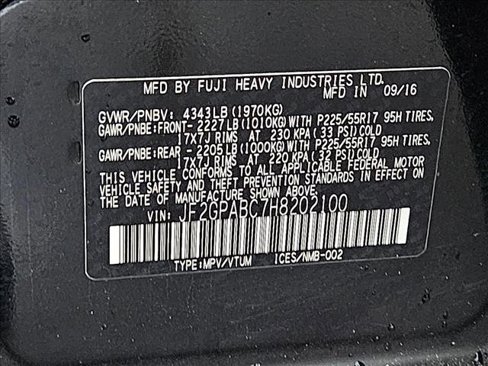 MFD BY FUJI HEAVY INDUSTRIES LTD.
MFD IN 09/16
GVWR/PNBV: 4343LB(1970KG)
GAWR/PNBE:FRONT- 2227LB(1010KG) WITH P225/55R17 95H TIRES,
17X7J RIMS AT 230 KPA( 33 PSI)COLD
GAWR/PNBE:REAR - 2205LB(1000KG) WITH P225/55R17 95H TIRES,
17X7J RIMS AT 220 KPA( 32 PSI)COLD
THIS VEHICLE CONFORMS TO ALL APPLICABLE FEDERAL MOTOR
VEHICLE SAFETY AND BUMPER STANDARDS IN EFFECT ON
THE DATE OF MANUFACTURE SHOWN ABOVE.
VIN: JF2GPABC7H8202100
TYPE:MPV/VTUM ICES/NMB-002